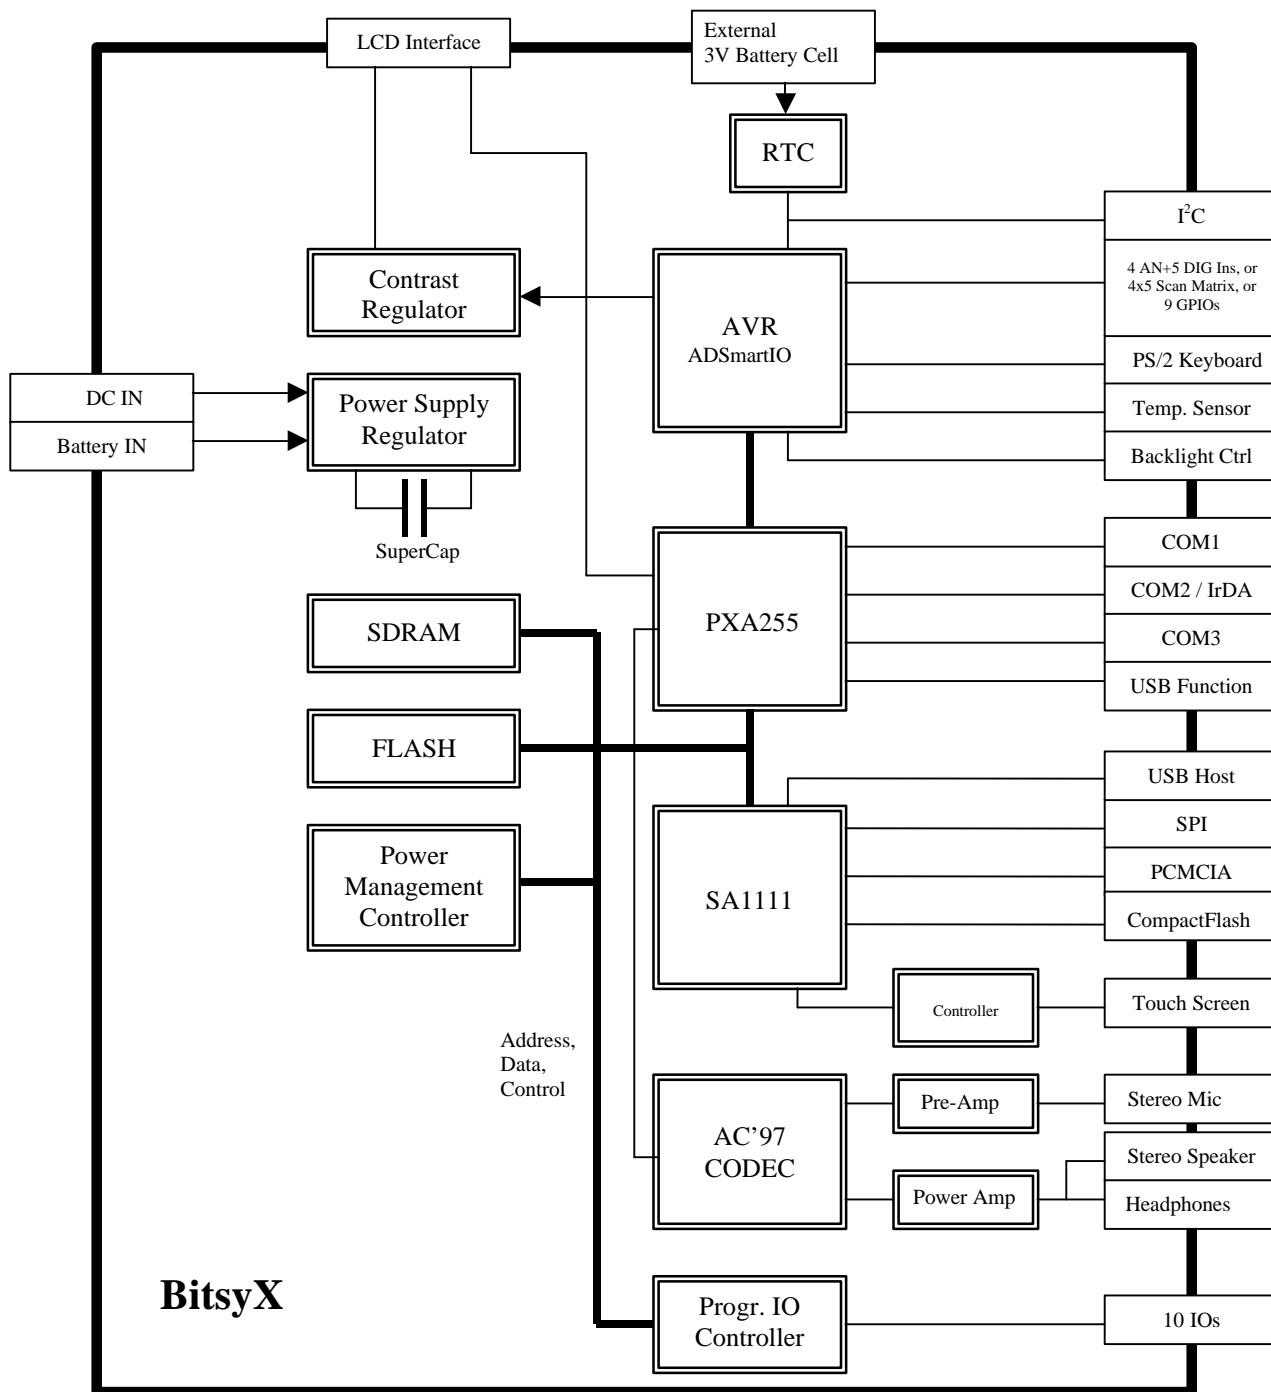 LCD Interface
External
3V Battery Cell
RTC
I²C
4 AN+5 DIG Ins, or
4x5 Scan Matrix, or
9 GPIOs
Contrast
Regulator
AVR
ADSmartIO
PS/2 Keyboard
DC IN
Power Supply
Regulator
Temp. Sensor
Battery IN
Backlight Ctrl
SuperCap
COM1
COM2 / IrDA
SDRAM
PXA255
COM3
USB Function
FLASH
USB Host
SPI
Power
Management
Controller
SA1111
PCMCIA
CompactFlash
Controller
Touch Screen
Address,
Data,
Control
Pre-Amp
Stereo Mic
AC’97
CODEC
Stereo Speaker
Power Amp
Headphones
BitsyX
Progr. IO
Controller
10 IOs